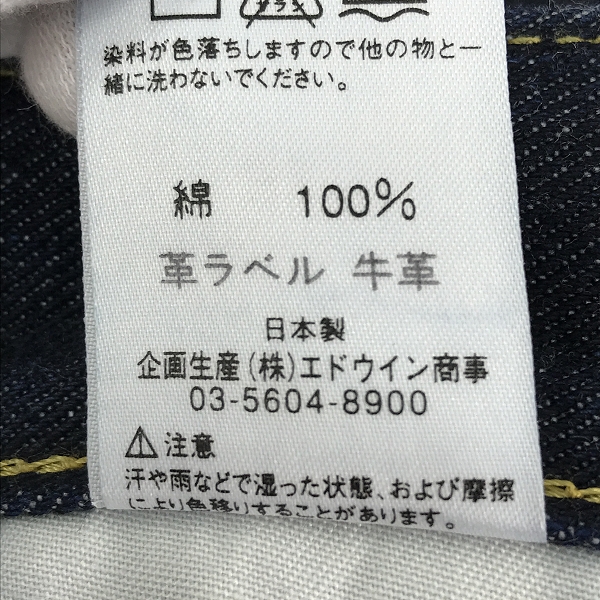 染料が色落ちしますので他の物と一
緒に洗わないでください。
綿 100%
革ラベル 牛革
日本製
企画生産(株)エドウイン商事
03-5604-8900
注意
汗や雨などで湿った状態、および摩擦
により色移りすることがあります。